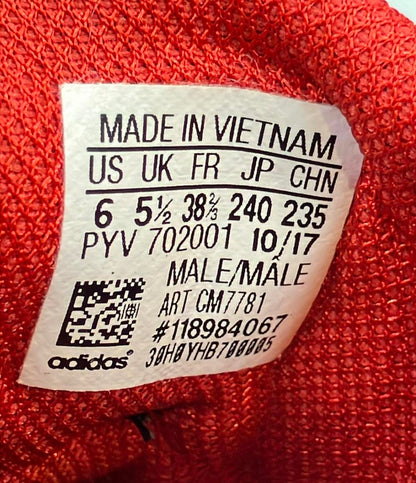 MADE IN VIETNAM
US UK FR JP CHN
6 5½ 38⅔ 240 235
PYV 702001 10/17
MALE/MÂLE
ART CM7781
#118984067
adidas 30H0YHB700005